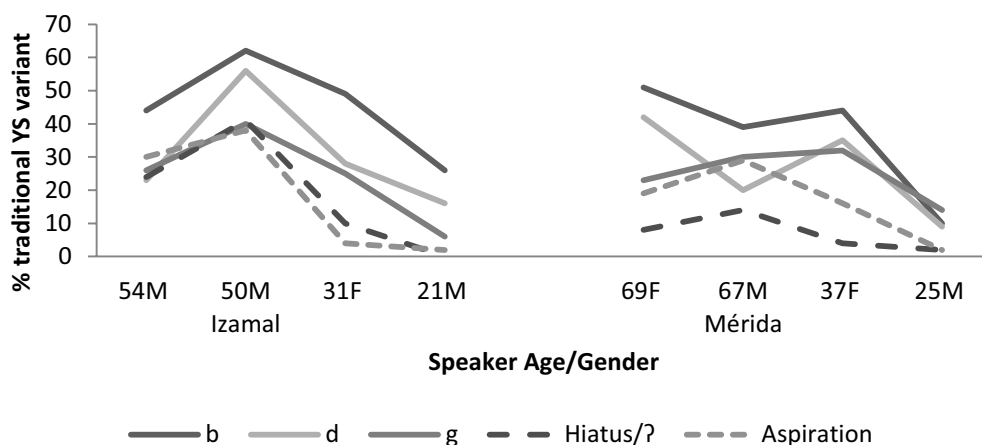 % traditional YS variant
70
60
50
40
30
20
10
0
54M 50M 31F 21M 69F 67M 37F 25M
Izamal Mérida
Speaker Age/Gender
b d g Hiatus/ʔ Aspiration